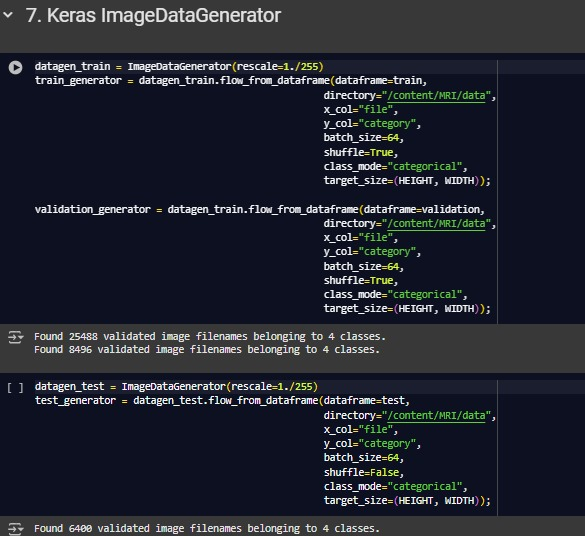 7. Keras ImageDataGenerator
datagen_train = ImageDataGenerator(rescale=1./255)
train_generator = datagen_train.flow_from_dataframe(dataframe=train,
directory="/content/MRI/data",
x_col="file",
y_col="category",
batch_size=64,
shuffle=True,
class_mode="categorical",
target_size=(HEIGHT, WIDTH));
validation_generator = datagen_train.flow_from_dataframe(dataframe=validation,
directory="/content/MRI/data",
x_col="file",
y_col="category",
batch_size=64,
shuffle=True,
class_mode="categorical",
target_size=(HEIGHT, WIDTH));
Found 25488 validated image filenames belonging to 4 classes.
Found 8496 validated image filenames belonging to 4 classes.
[ ] datagen_test = ImageDataGenerator(rescale=1./255)
test_generator = datagen_test.flow_from_dataframe(dataframe=test,
directory="/content/MRI/data",
x_col="file",
y_col="category",
batch_size=64,
shuffle=False,
class_mode="categorical",
target_size=(HEIGHT, WIDTH));
Found 6400 validated image filenames belonging to 4 classes.